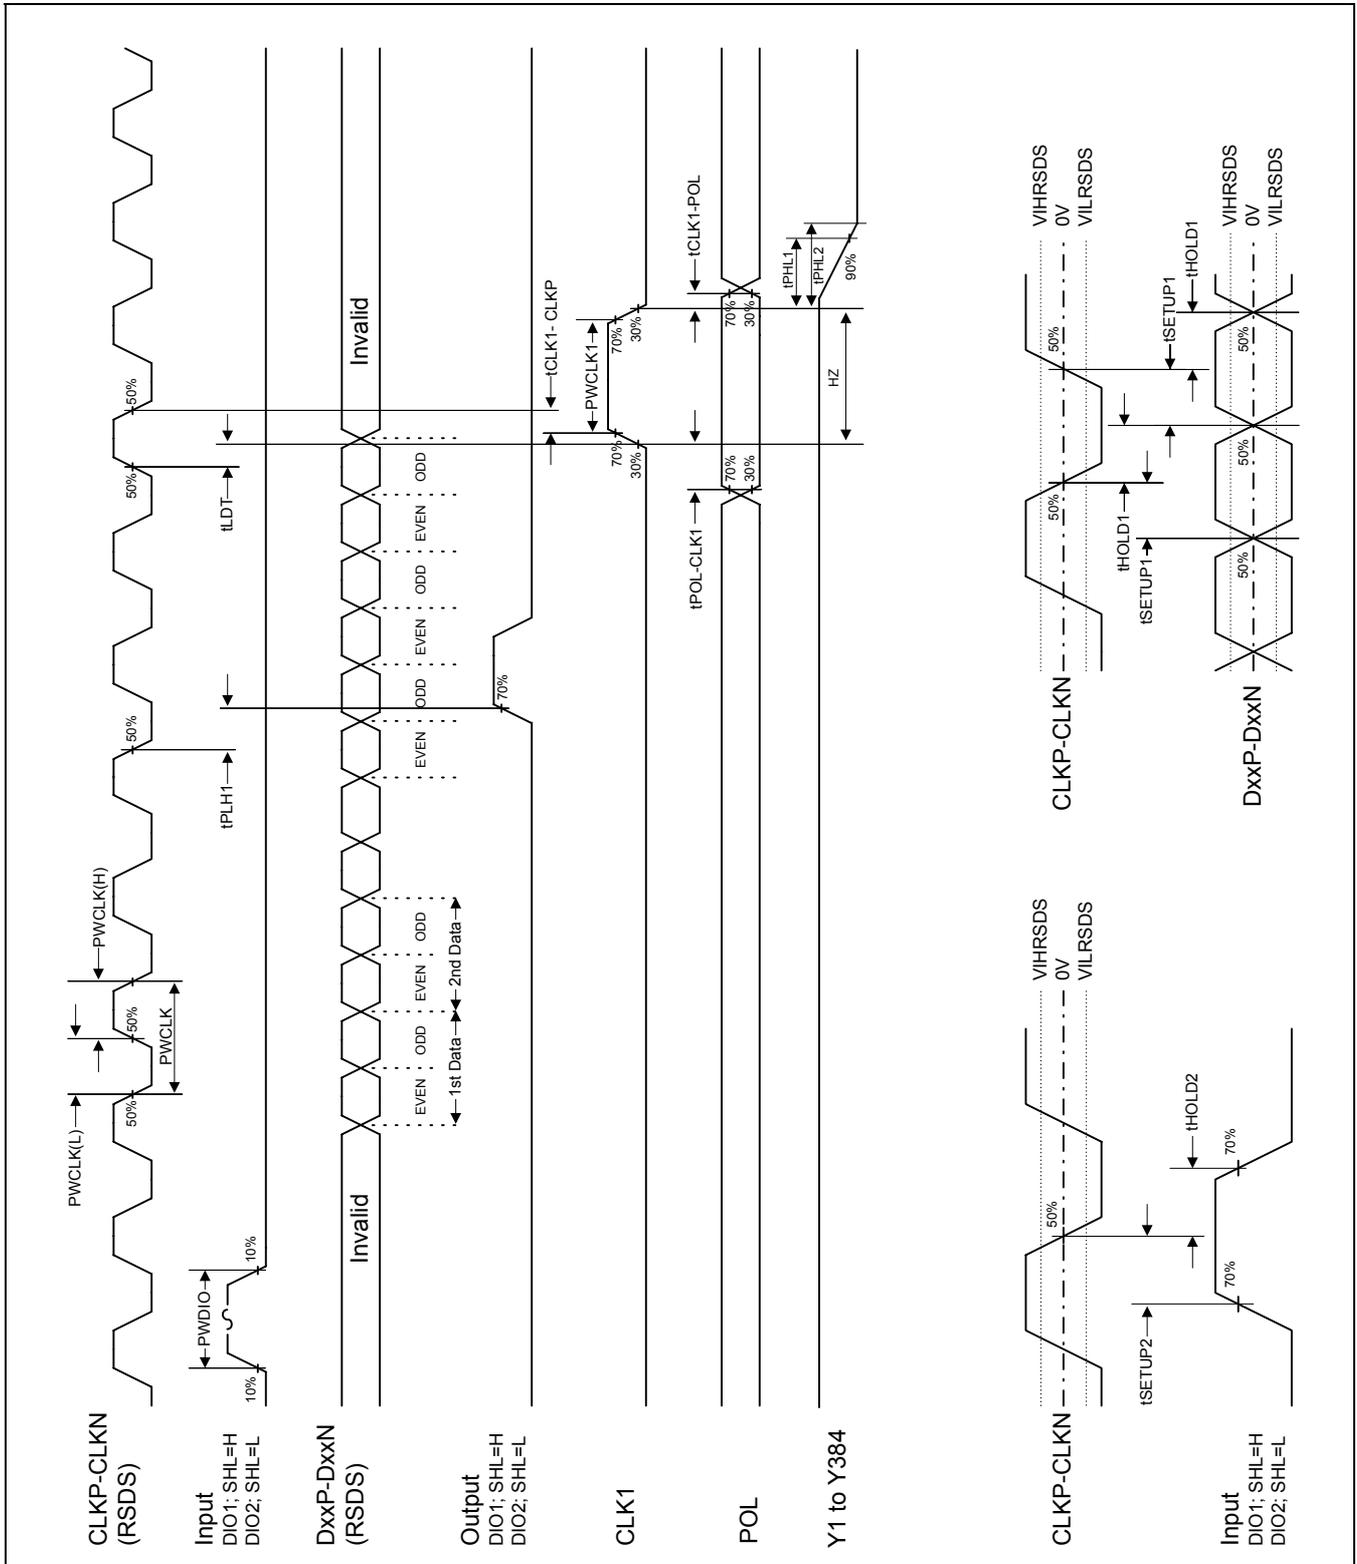 CLKP-CLKN
(RSDS)
PWCLK(L)
PWCLK(H)
50%
50%
PWCLK
50%
50%
50%
Input
DIO1; SHL=H
DIO2; SHL=L
10%
PWDIO
10%
tPLH1
tLDT
DxxP-DxxN
(RSDS)
Invalid
Invalid
EVEN
ODD
EVEN
ODD
EVEN
ODD
EVEN
ODD
EVEN
ODD
1st Data
2nd Data
Output
DIO1; SHL=H
DIO2; SHL=L
70%
tCLK1- CLKP
CLK1
PWCLK1
70%
30%
70%
30%
tPOL-CLK1
tCLK1-POL
POL
70%
30%
70%
30%
Y1 to Y384
HZ
tPHL1
tPHL2
90%
CLKP-CLKN
50%
VIHRSDS
0V
VILRSDS
tSETUP2
tHOLD2
Input
DIO1; SHL=H
DIO2; SHL=L
70%
70%
CLKP-CLKN
50%
50%
VIHRSDS
0V
VILRSDS
tSETUP1
tHOLD1
tSETUP1
tHOLD1
DxxP-DxxN
50%
50%
50%
VIHRSDS
0V
VILRSDS